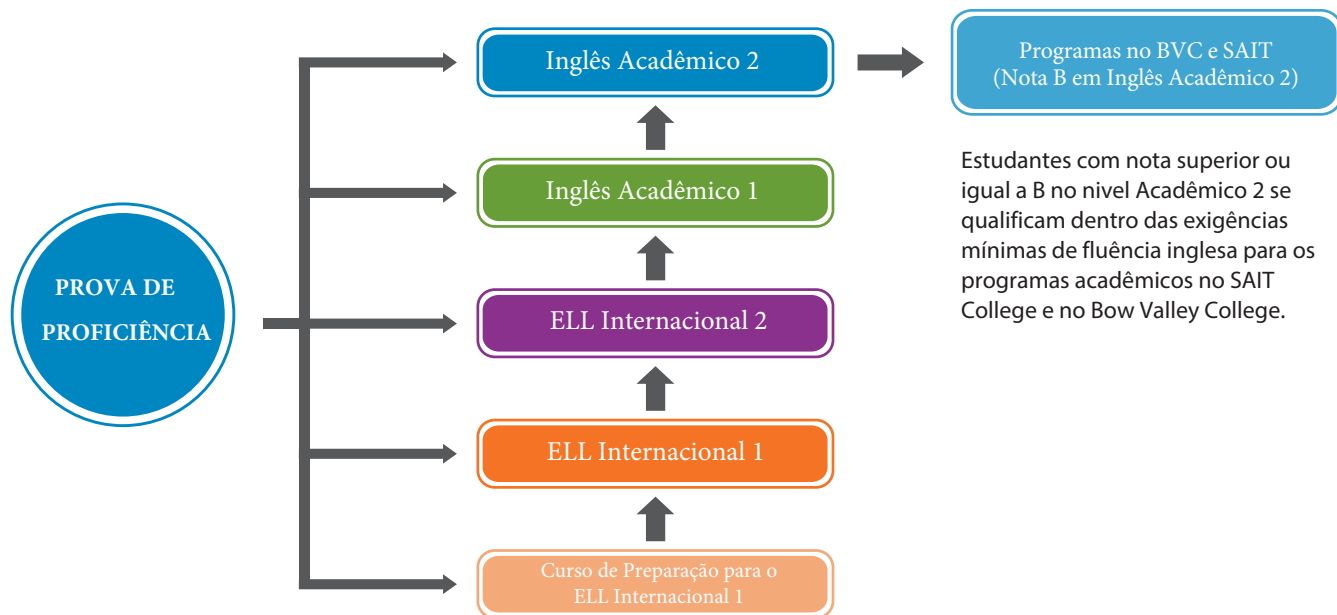 Inglês Acadêmico 2
Programas no BVC e SAIT
(Nota B em Inglês Acadêmico 2)
Estudantes com nota superior ou
igual a B no nivel Acadêmico 2 se
qualificam dentro das exigências
mínimas de fluência inglesa para os
programas acadêmicos no SAIT
College e no Bow Valley College.
Inglês Acadêmico 1
PROVA DE
PROFICIÊNCIA
ELL Internacional 2
ELL Internacional 1
Curso de Preparação para o
ELL Internacional 1